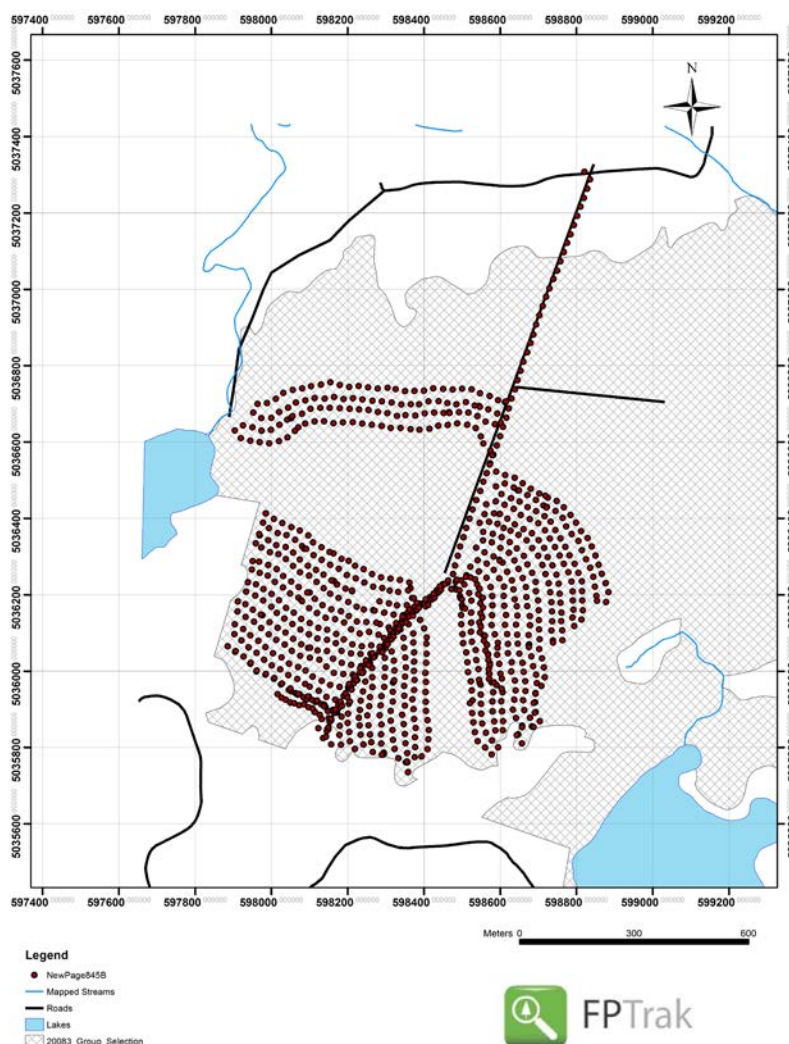 597400 597600 597800 598000 598200 598400 598600 598800 599000 599200
N
5037600
5037400
5037200
5037000
5036800
5036600
5036400
5036200
5036000
5035800
5035600
597400 597600 597800 598000 598200 598400 598600 598800 599000 599200
Meters 0 300 600
Legend
NewPage845B
Mapped Streams
Roads
Lakes
20083_Group_Selection
FPTrak